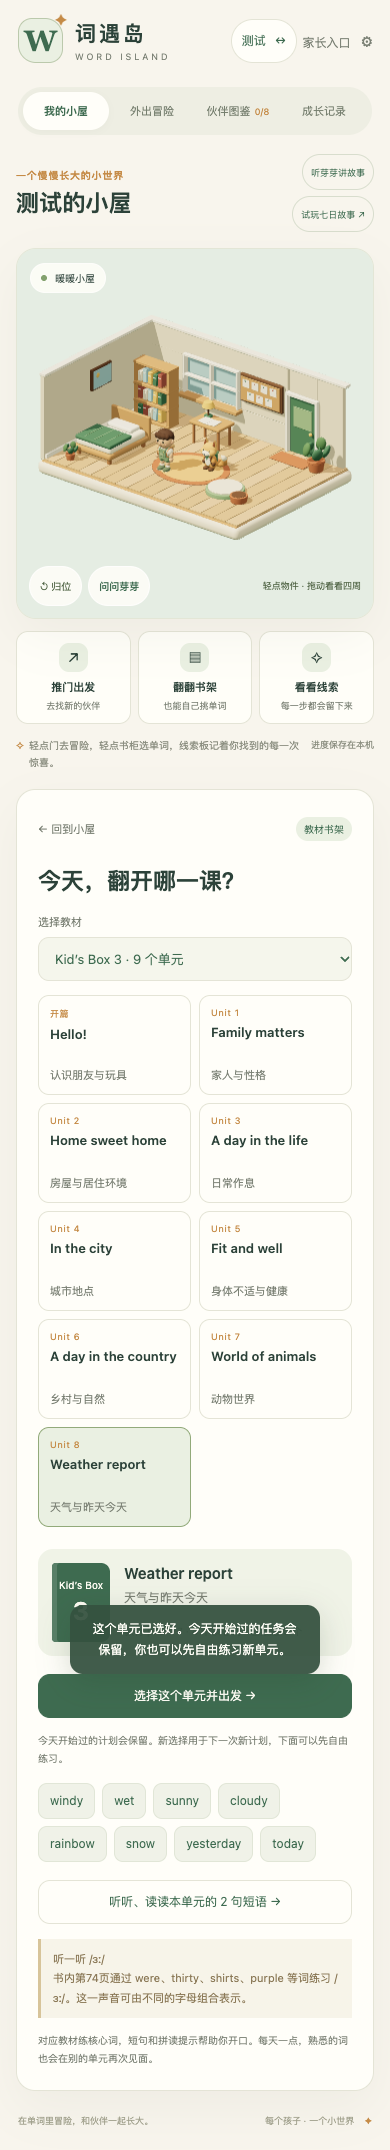 W
词遇岛
WORD ISLAND
测试 ↔
家长入口 ⚙
我的小屋
外出冒险
伙伴图鉴 0/8
成长记录
一个慢慢长大的小世界
测试的小屋
听芽芽讲故事
试玩七日故事 ↗
暖暖小屋
↺ 归位
问问芽芽
轻点物件 · 拖动看看四周
↗
推门出发
去找新的伙伴
▤
翻翻书架
也能自己挑单词
✧
看看线索
每一步都会留下来
✧ 轻点门去冒险，轻点书柜选单词，线索板记着你找到的每一次
惊喜。
进度保存在本机
← 回到小屋
教材书架
今天，翻开哪一课？
选择教材
Kid's Box 3 · 9 个单元
开篇
Hello!
认识朋友与玩具
Unit 1
Family matters
家人与性格
Unit 2
Home sweet home
房屋与居住环境
Unit 3
A day in the life
日常作息
Unit 4
In the city
城市地点
Unit 5
Fit and well
身体不适与健康
Unit 6
A day in the country
乡村与自然
Unit 7
World of animals
动物世界
Unit 8
Weather report
天气与昨天今天
Kid's Box
3
Weather report
天气与昨天今天
这个单元已选好。今天开始过的任务会
保留，你也可以先自由练习新单元。
选择这个单元并出发 →
今天开始过的计划会保留。新选择用于下一次新计划，下面可以先自由
练习。
windy
wet
sunny
cloudy
rainbow
snow
yesterday
today
听听、读读本单元的 2 句短语 →
听一听 /ɜː/
书内第74页通过 were、thirty、shirts、purple 等词练习 /
ɜː/。这一声音可由不同的字母组合表示。
对应教材练核心词，短句和拼读提示帮助你开口。每天一点，熟悉的词
也会在别的单元再次见面。
在单词里冒险，和伙伴一起长大。
每个孩子 · 一个小世界 ✦